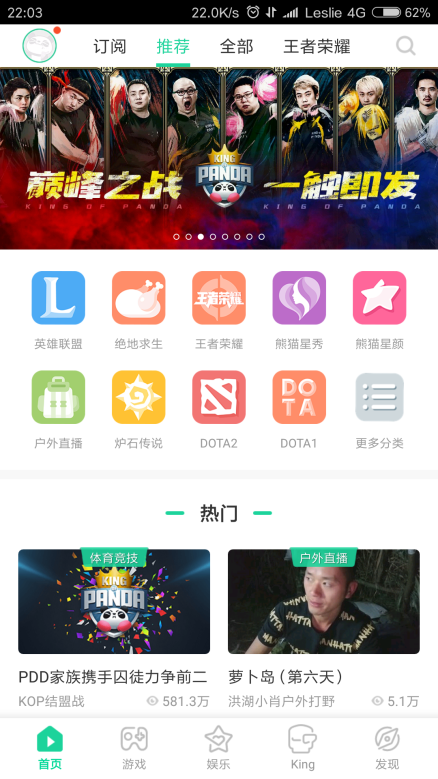 22:03
22.0K/s
Leslie 4G
62%
订阅
推荐
全部
王者荣耀
KING
PANDA
巅峰之战
一触即发
KING OF PANDA
KING OF PANDA
L
王者荣耀
英雄联盟
绝地求生
王者荣耀
熊猫星秀
熊猫星颜
DO
TA
户外直播
炉石传说
DOTA2
DOTA1
更多分类
热门
体育竞技
KING
PANDA
户外直播
PDD家族携手囚徒力争前二
KOP结盟战
581.3万
萝卜岛(第六天)
洪湖小肖户外打野
5.1万
首页
游戏
娱乐
King
发现